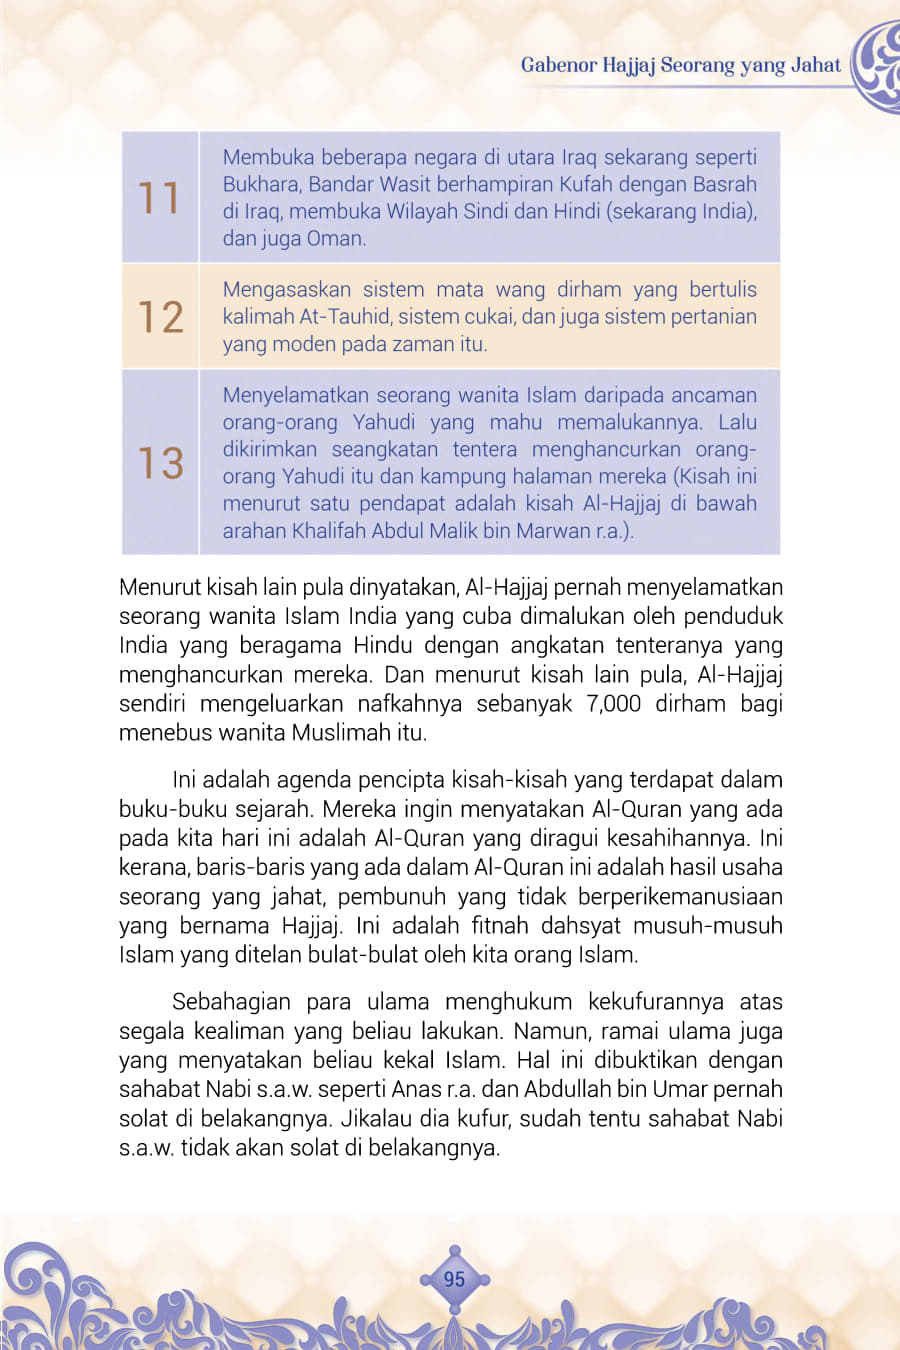 Gabenor Hajjaj Seorang yang Jahat
11
Membuka beberapa negara di utara Iraq sekarang seperti
Bukhara, Bandar Wasit berhampiran Kufah dengan Basrah
di Iraq, membuka Wilayah Sindi dan Hindi (sekarang India),
dan juga Oman.
12
Mengasaskan sistem mata wang dirham yang bertulis
kalimah At-Tauhid, sistem cukai, dan juga sistem pertanian
yang moden pada zaman itu.
13
Menyelamatkan seorang wanita Islam daripada ancaman
orang-orang Yahudi yang mahu memalukannya. Lalu
dikirimkan seangkatan tentera menghancurkan orang-
orang Yahudi itu dan kampung halaman mereka (Kisah ini
menurut satu pendapat adalah kisah Al-Hajjaj di bawah
arahan Khalifah Abdul Malik bin Marwan r.a.).
Menurut kisah lain pula dinyatakan, Al-Hajjaj pernah menyelamatkan
seorang wanita Islam India yang cuba dimalukan oleh penduduk
India yang beragama Hindu dengan angkatan tenteranya yang
menghancurkan mereka. Dan menurut kisah lain pula, Al-Hajjaj
sendiri mengeluarkan nafkahnya sebanyak 7,000 dirham bagi
menebus wanita Muslimah itu.
Ini adalah agenda pencipta kisah-kisah yang terdapat dalam
buku-buku sejarah. Mereka ingin menyatakan Al-Quran yang ada
pada kita hari ini adalah Al-Quran yang diragui kesahihannya. Ini
kerana, baris-baris yang ada dalam Al-Quran ini adalah hasil usaha
seorang yang jahat, pembunuh yang tidak berperikemanusiaan
yang bernama Hajjaj. Ini adalah fitnah dahsyat musuh-musuh
Islam yang ditelan bulat-bulat oleh kita orang Islam.
Sebahagian para ulama menghukum kekufurannya atas
segala kealiman yang beliau lakukan. Namun, ramai ulama juga
yang menyatakan beliau kekal Islam. Hal ini dibuktikan dengan
sahabat Nabi s.a.w. seperti Anas r.a. dan Abdullah bin Umar pernah
solat di belakangnya. Jikalau dia kufur, sudah tentu sahabat Nabi
s.a.w. tidak akan solat di belakangnya.
95